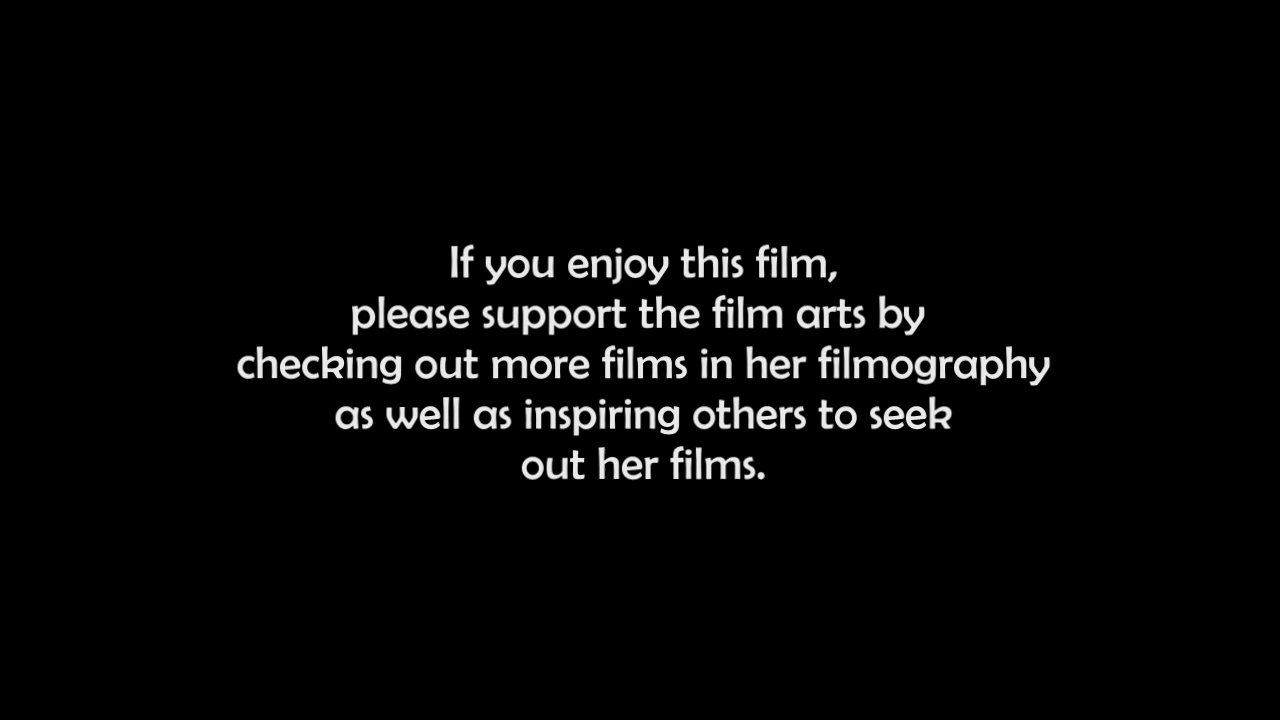 If you enjoy this film,
please support the film arts by
checking out more films in her filmography
as well as inspiring others to seek
out her films.